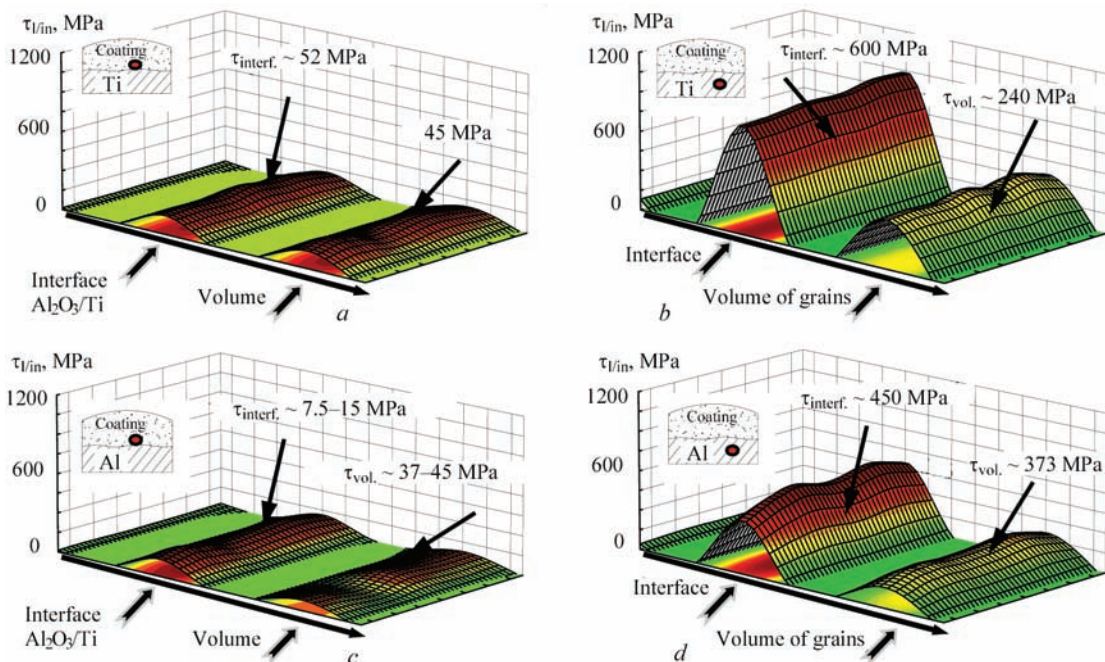 τl/in, MPa
1200
600
0
Coating
Ti
τinterf. ~ 52 MPa
45 MPa
Interface
Al2O3/Ti
Volume
a
τl/in, MPa
1200
600
0
Coating
Ti
τinterf. ~ 600 MPa
τvol. ~ 240 MPa
Interface
Volume of grains
b
τl/in, MPa
1200
600
0
Coating
Al
τinterf. ~ 7.5–15 MPa
τvol. ~ 37–45 MPa
Interface
Al2O3/Ti
Volume
c
τl/in, MPa
1200
600
0
Coating
Al
τinterf. ~ 450 MPa
τvol. ~ 373 MPa
Interface
Volume of grains
d